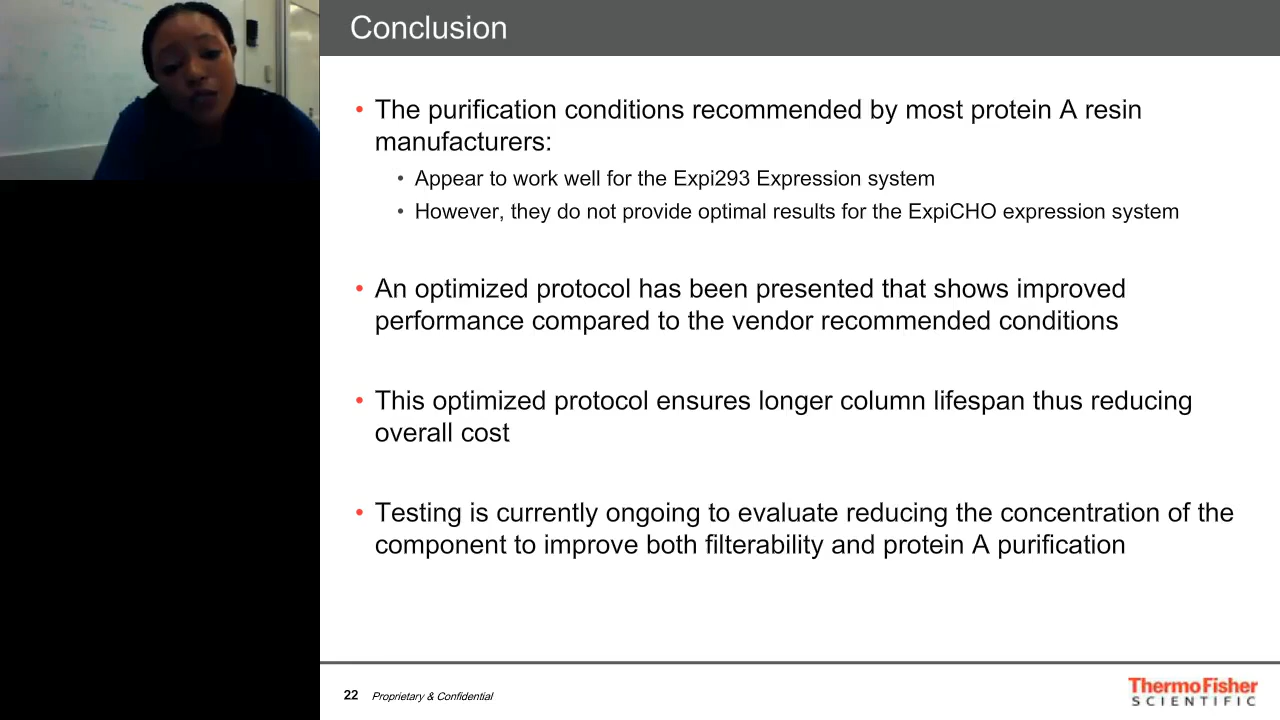 Conclusion
• The purification conditions recommended by most protein A resin
manufacturers:
• Appear to work well for the Expi293 Expression system
• However, they do not provide optimal results for the ExpiCHO expression system
• An optimized protocol has been presented that shows improved
performance compared to the vendor recommended conditions
• This optimized protocol ensures longer column lifespan thus reducing
overall cost
• Testing is currently ongoing to evaluate reducing the concentration of the
component to improve both filterability and protein A purification
22 Proprietary & Confidential
ThermoFisher
SCIENTIFIC